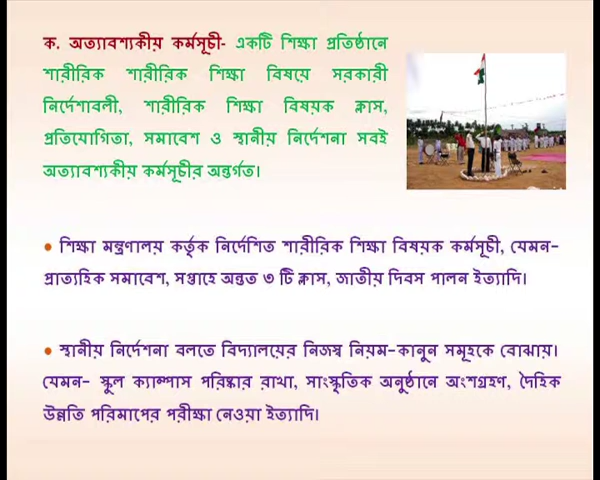 ক. অত্যাবশ্যকীয় কর্মসূচী- একটি শিক্ষা প্রতিষ্ঠানে
শারীরিক শারীরিক শিক্ষা বিষয়ে সরকারী
নির্দেশাবলী, শারীরিক শিক্ষা বিষয়ক ক্লাস,
প্রতিযোগিতা, সমাবেশ ও স্থানীয় নির্দেশনা সবই
অত্যাবশ্যকীয় কর্মসূচীর অন্তর্গত।
• শিক্ষা মন্ত্রণালয় কর্তৃক নির্দেশিত শারীরিক শিক্ষা বিষয়ক কর্মসূচী, যেমন-
প্রাত্যহিক সমাবেশ, সপ্তাহে অন্তত ৩ টি ক্লাস, জাতীয় দিবস পালন ইত্যাদি।
• স্থানীয় নির্দেশনা বলতে বিদ্যালয়ের নিজস্ব নিয়ম-কানুন সমূহকে বোঝায়।
যেমন- স্কুল ক্যাম্পাস পরিষ্কার রাখা, সাংস্কৃতিক অনুষ্ঠানে অংশগ্রহণ, দৈহিক
উন্নতি পরিমাপের পরীক্ষা নেওয়া ইত্যাদি।